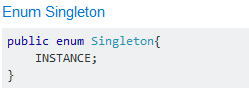 Enum Singleton
public enum Singleton{
    INSTANCE;
}